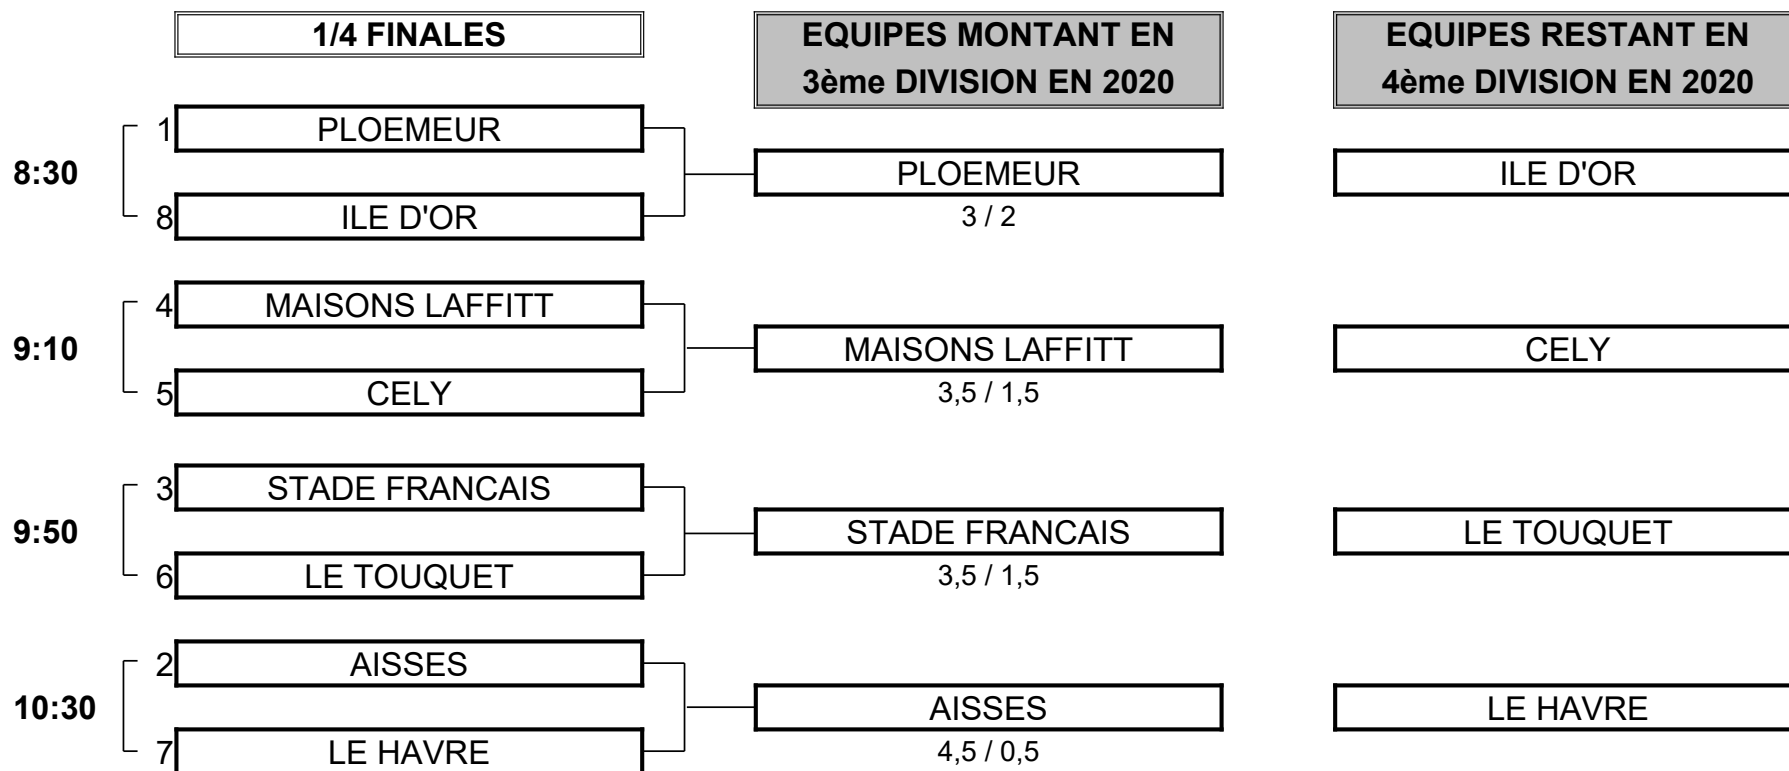 1/4 FINALES
EQUIPES MONTANT EN
3ème DIVISION EN 2020
EQUIPES RESTANT EN
4ème DIVISION EN 2020
1 PLOEMEUR
8:30 PLOEMEUR ILE D'OR
8 ILE D'OR 3 / 2
4 MAISONS LAFFITT
9:10 MAISONS LAFFITT CELY
5 CELY 3,5 / 1,5
3 STADE FRANCAIS
9:50 STADE FRANCAIS LE TOUQUET
6 LE TOUQUET 3,5 / 1,5
2 AISSES
10:30 AISSES LE HAVRE
7 LE HAVRE 4,5 / 0,5